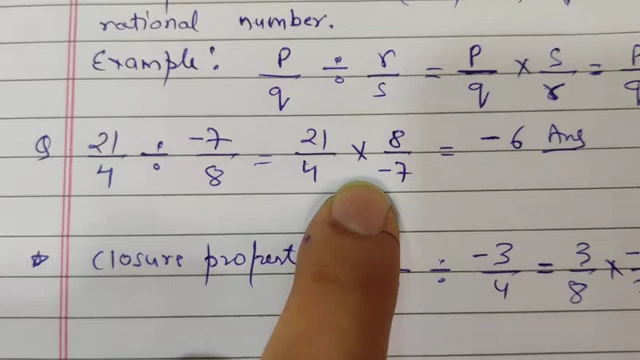 rational number.
Example: p/q ÷ r/s = p/q × s/r = p/q
Q 21/4 ÷ -7/8 = 21/4 × 8/-7 = -6 Ans
* Closure propert ÷ -3/4 = 3/8 ×